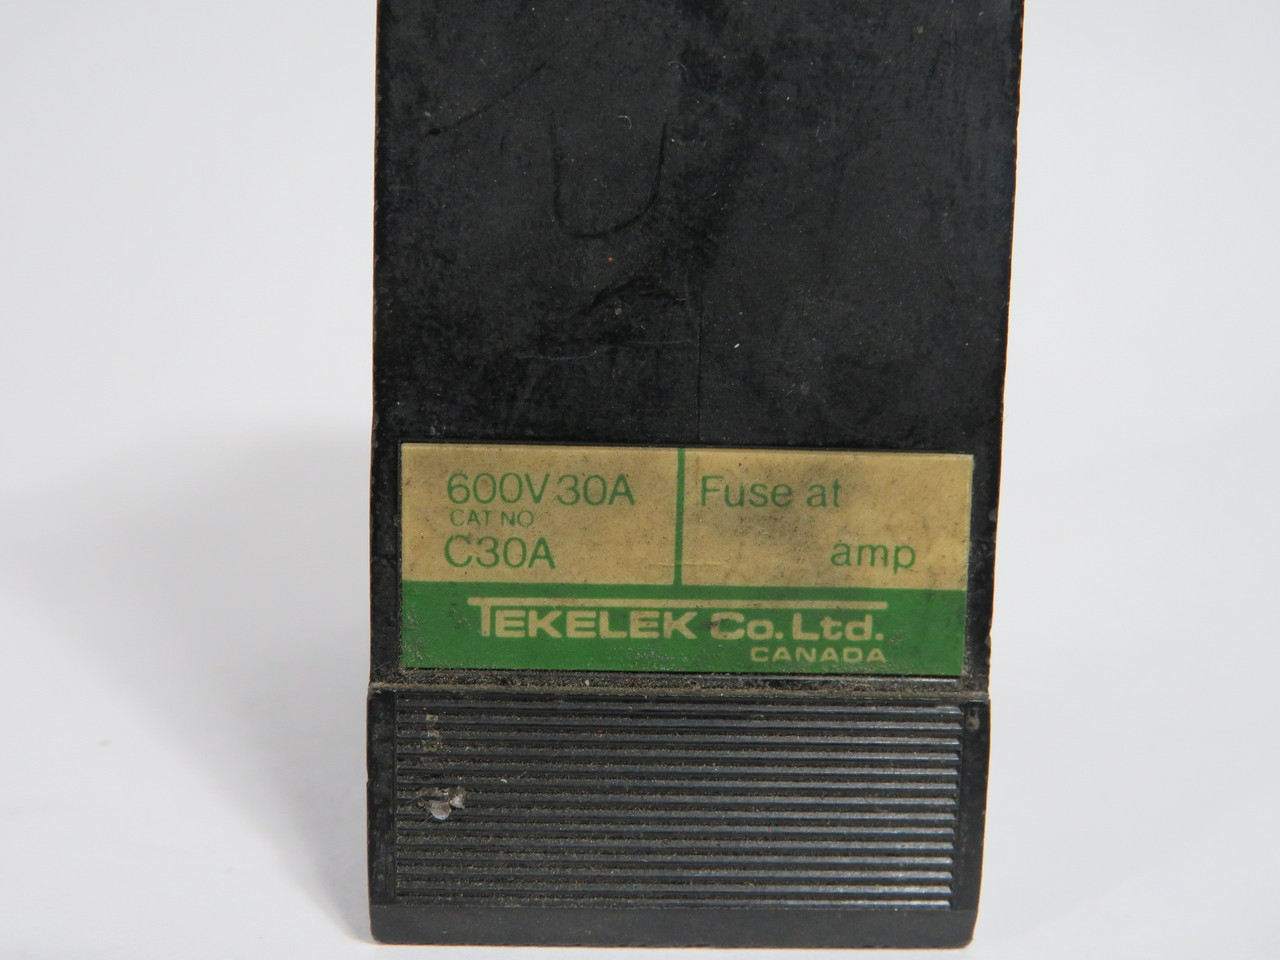 600V 30A
CAT NO
C30A
Fuse at
amp
TEKELEK Co. Ltd.
CANADA